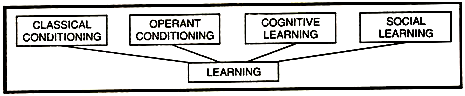 CLASSICAL
CONDITIONING
OPERANT
CONDITIONING
COGNITIVE
LEARNING
SOCIAL
LEARNING
LEARNING